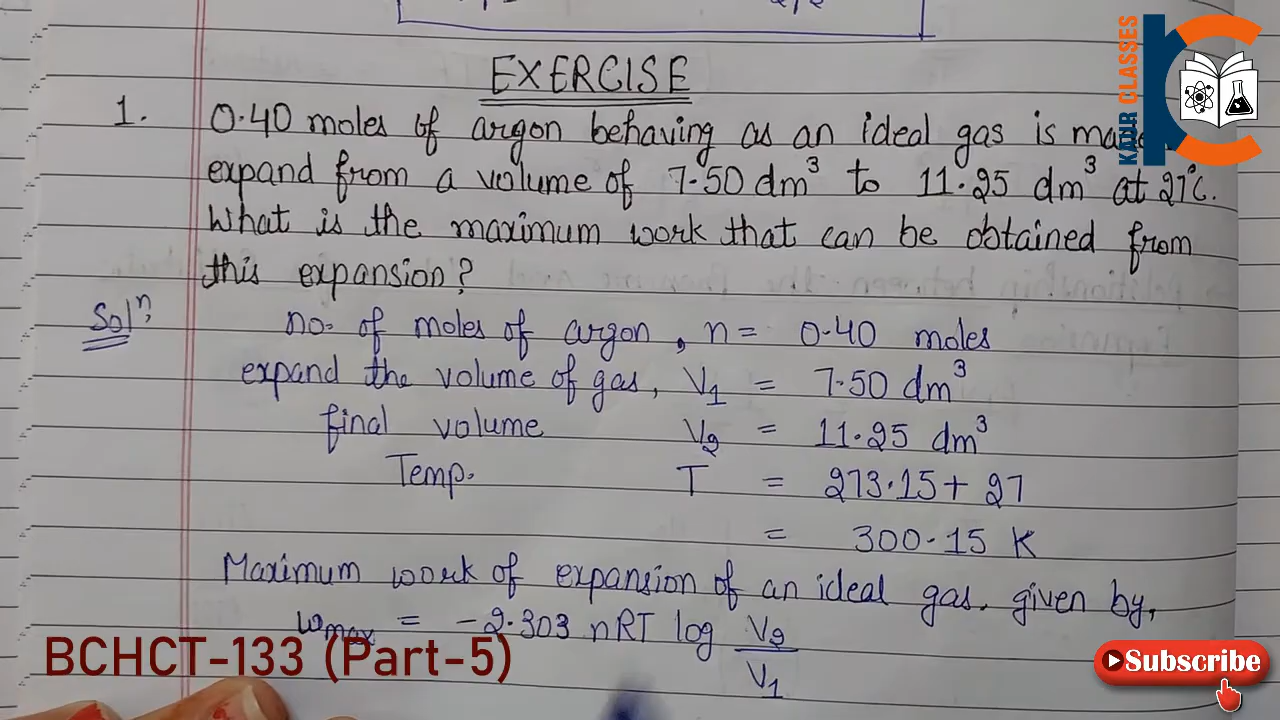 EXERCISE
1. 0.40 moles of argon behaving as an ideal gas is made
expand from a volume of 7.50 dm³ to 11.25 dm³ at 27°C.
What is the maximum work that can be obtained from
this expansion?
Solⁿ: no. of moles of argon, n = 0.40 moles
expand the volume of gas, V₁ = 7.50 dm³
final volume V₂ = 11.25 dm³
Temp. T = 273.15 + 27
= 300.15 K
Maximum work of expansion of an ideal gas, given by,
wmax = -2.303 nRT log V₂/V₁
BCHCT-133 (Part-5)
KAUR CLASSES
Subscribe